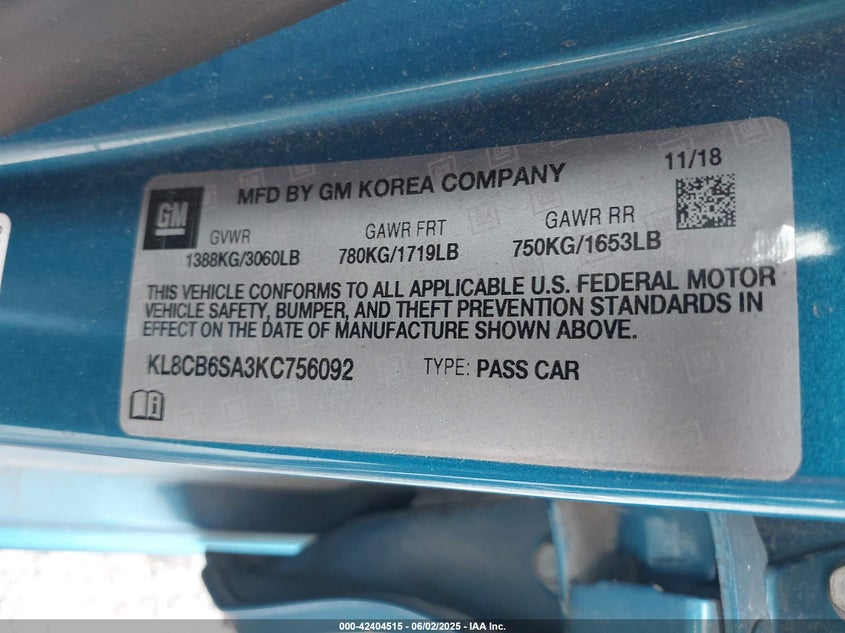 GM
MFD BY GM KOREA COMPANY
11/18
GVWR
1388KG/3060LB
GAWR FRT
780KG/1719LB
GAWR RR
750KG/1653LB
THIS VEHICLE CONFORMS TO ALL APPLICABLE U.S. FEDERAL MOTOR
VEHICLE SAFETY, BUMPER, AND THEFT PREVENTION STANDARDS IN
EFFECT ON THE DATE OF MANUFACTURE SHOWN ABOVE.
KL8CB6SA3KC756092 TYPE: PASS CAR
000-42404515 - 06/02/2025 - IAA Inc.